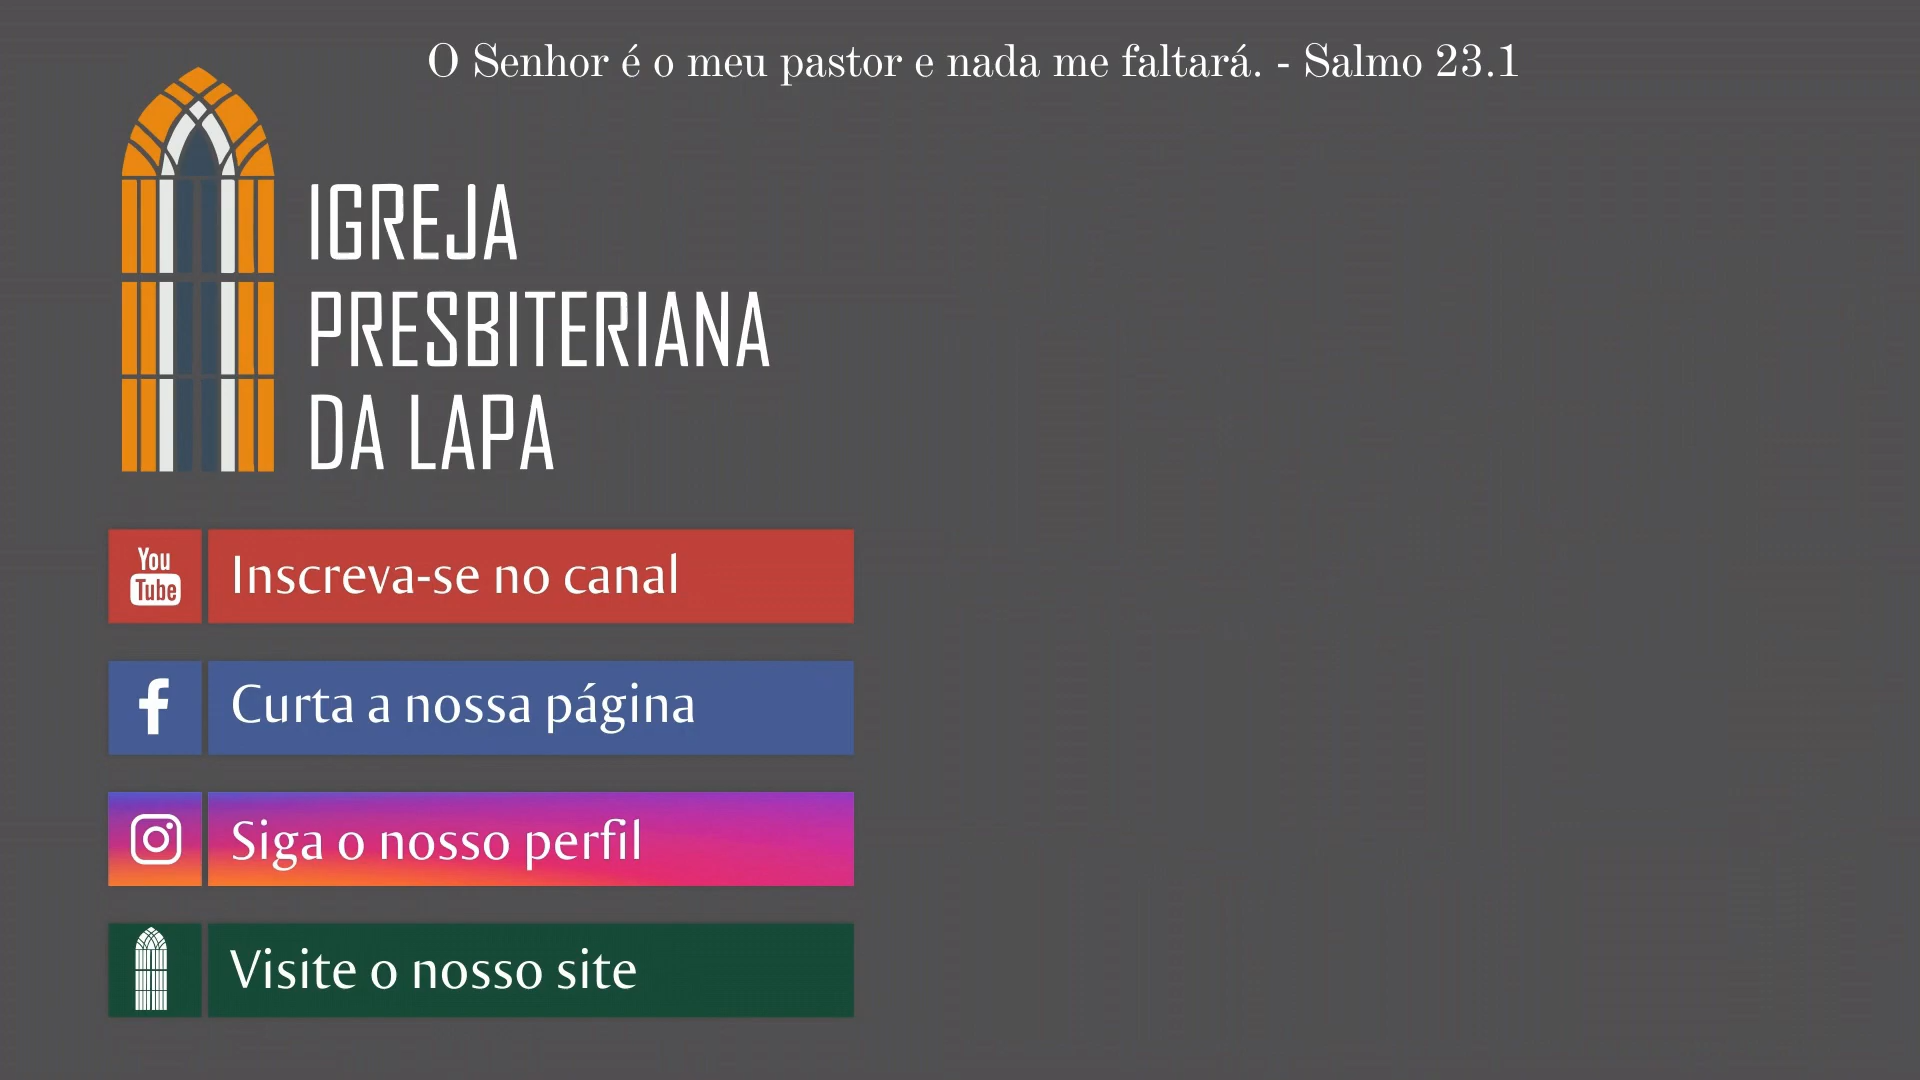 O Senhor é o meu pastor e nada me faltará. - Salmo 23.1
IGREJA
PRESBITERIANA
DA LAPA
You
Tube
Inscreva-se no canal
Curta a nossa página
Siga o nosso perfil
Visite o nosso site